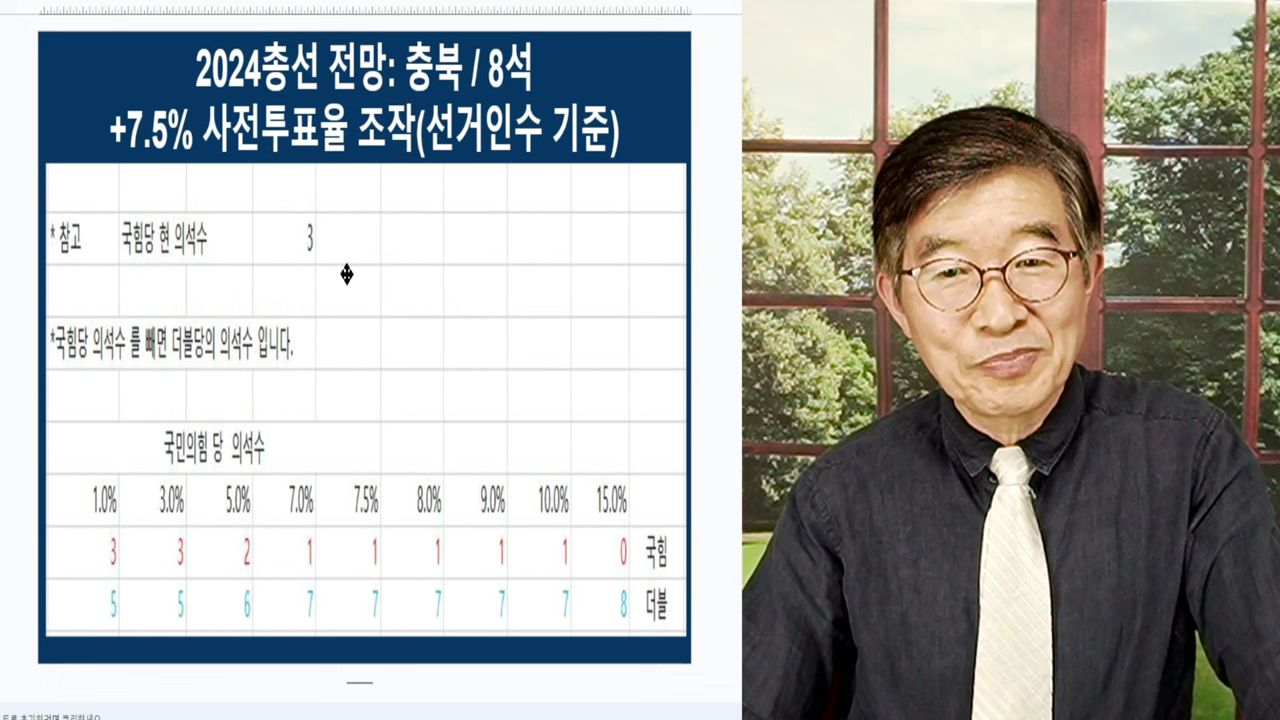 2024총선 전망: 충북 / 8석
+7.5% 사전투표율 조작(선거인수 기준)
* 참고 국힘당 현 의석수 3
*국힘당 의석수 를 빼면 더블당의 의석수 입니다.
국민의힘 당 의석수
1.0% 3.0% 5.0% 7.0% 7.5% 8.0% 9.0% 10.0% 15.0%
3 3 2 1 1 1 1 1 0 국힘
5 5 6 7 7 7 7 7 8 더블